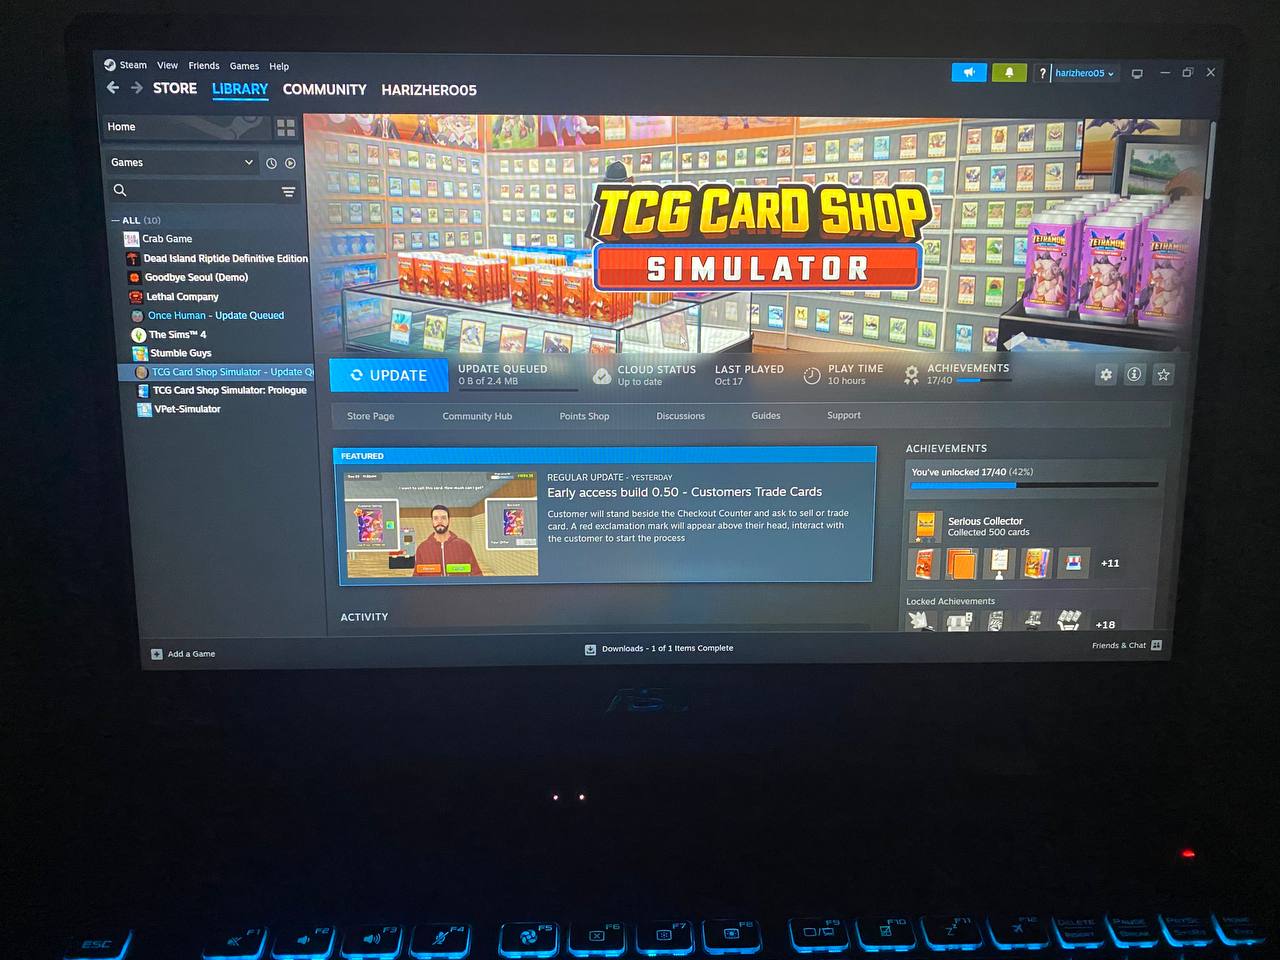 Steam View Friends Games Help
harizhero05
STORE LIBRARY COMMUNITY HARIZHERO05
Home
Games
ALL (10)
Crab Game
Dead Island Riptide Definitive Edition
Goodbye Seoul (Demo)
Lethal Company
Once Human - Update Queued
The Sims™ 4
Stumble Guys
TCG Card Shop Simulator - Update Q
TCG Card Shop Simulator: Prologue
VPet-Simulator
TCG CARD SHOP
SIMULATOR
TETRAMON TETRAMON TETRAMON
UPDATE
UPDATE QUEUED
0 B of 2.4 MB
CLOUD STATUS
Up to date
LAST PLAYED
Oct 17
PLAY TIME
10 hours
ACHIEVEMENTS
17/40
Store Page Community Hub Points Shop Discussions Guides Support
FEATURED
REGULAR UPDATE - YESTERDAY
Early access build 0.50 - Customers Trade Cards
Customer will stand beside the Checkout Counter and ask to sell or trade
card. A red exclamation mark will appear above their head, interact with
the customer to start the process
ACTIVITY
ACHIEVEMENTS
You've unlocked 17/40 (42%)
Serious Collector
Collected 500 cards
+11
Locked Achievements
+18
Add a Game
Downloads - 1 of 1 Items Complete
Friends & Chat
ESC F1 F2 F3 F4 F5 F6 F7 F8 F9 F10 F11 F12 DELETE PAUSE PRTSC HOME
INSERT BREAK SYSRQ END